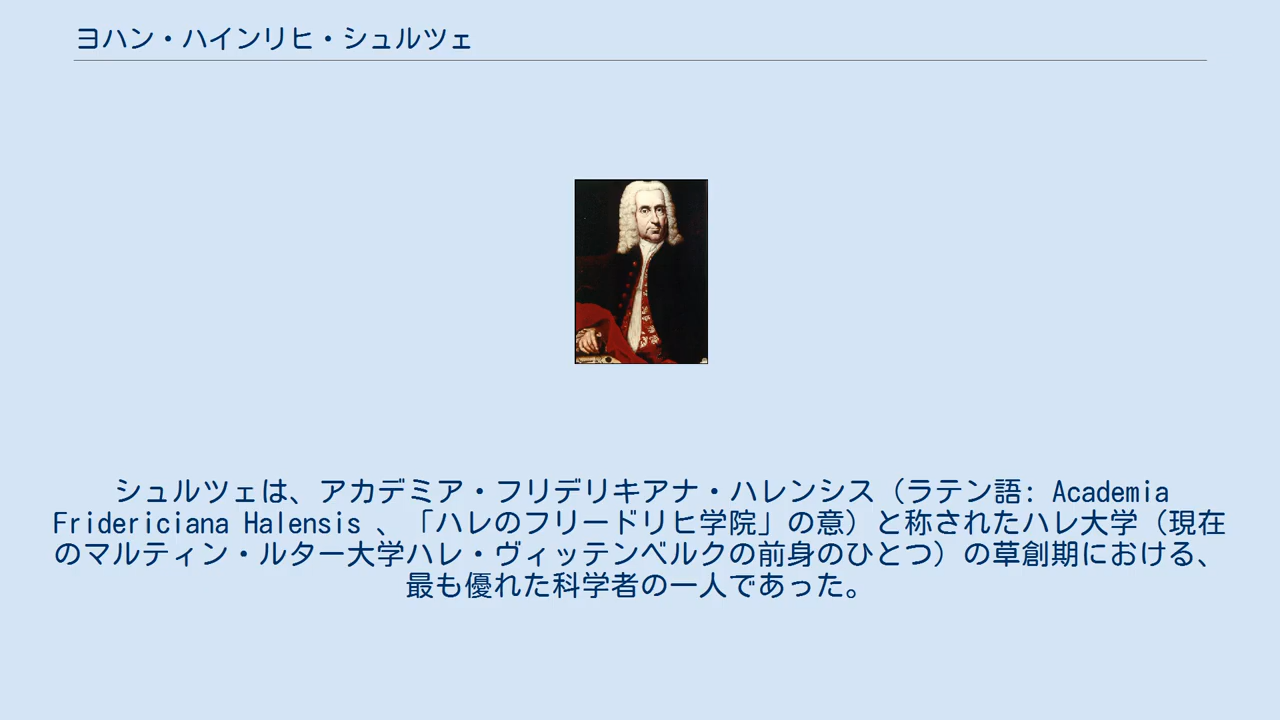 ヨハン・ハインリヒ・シュルツェ
シュルツェは、アカデミア・フリデリキアナ・ハレンシス（ラテン語: Academia
Fridericiana Halensis 、「ハレのフリードリヒ学院」の意）と称されたハレ大学（現在
のマルティン・ルター大学ハレ・ヴィッテンベルクの前身のひとつ）の草創期における、
最も優れた科学者の一人であった。